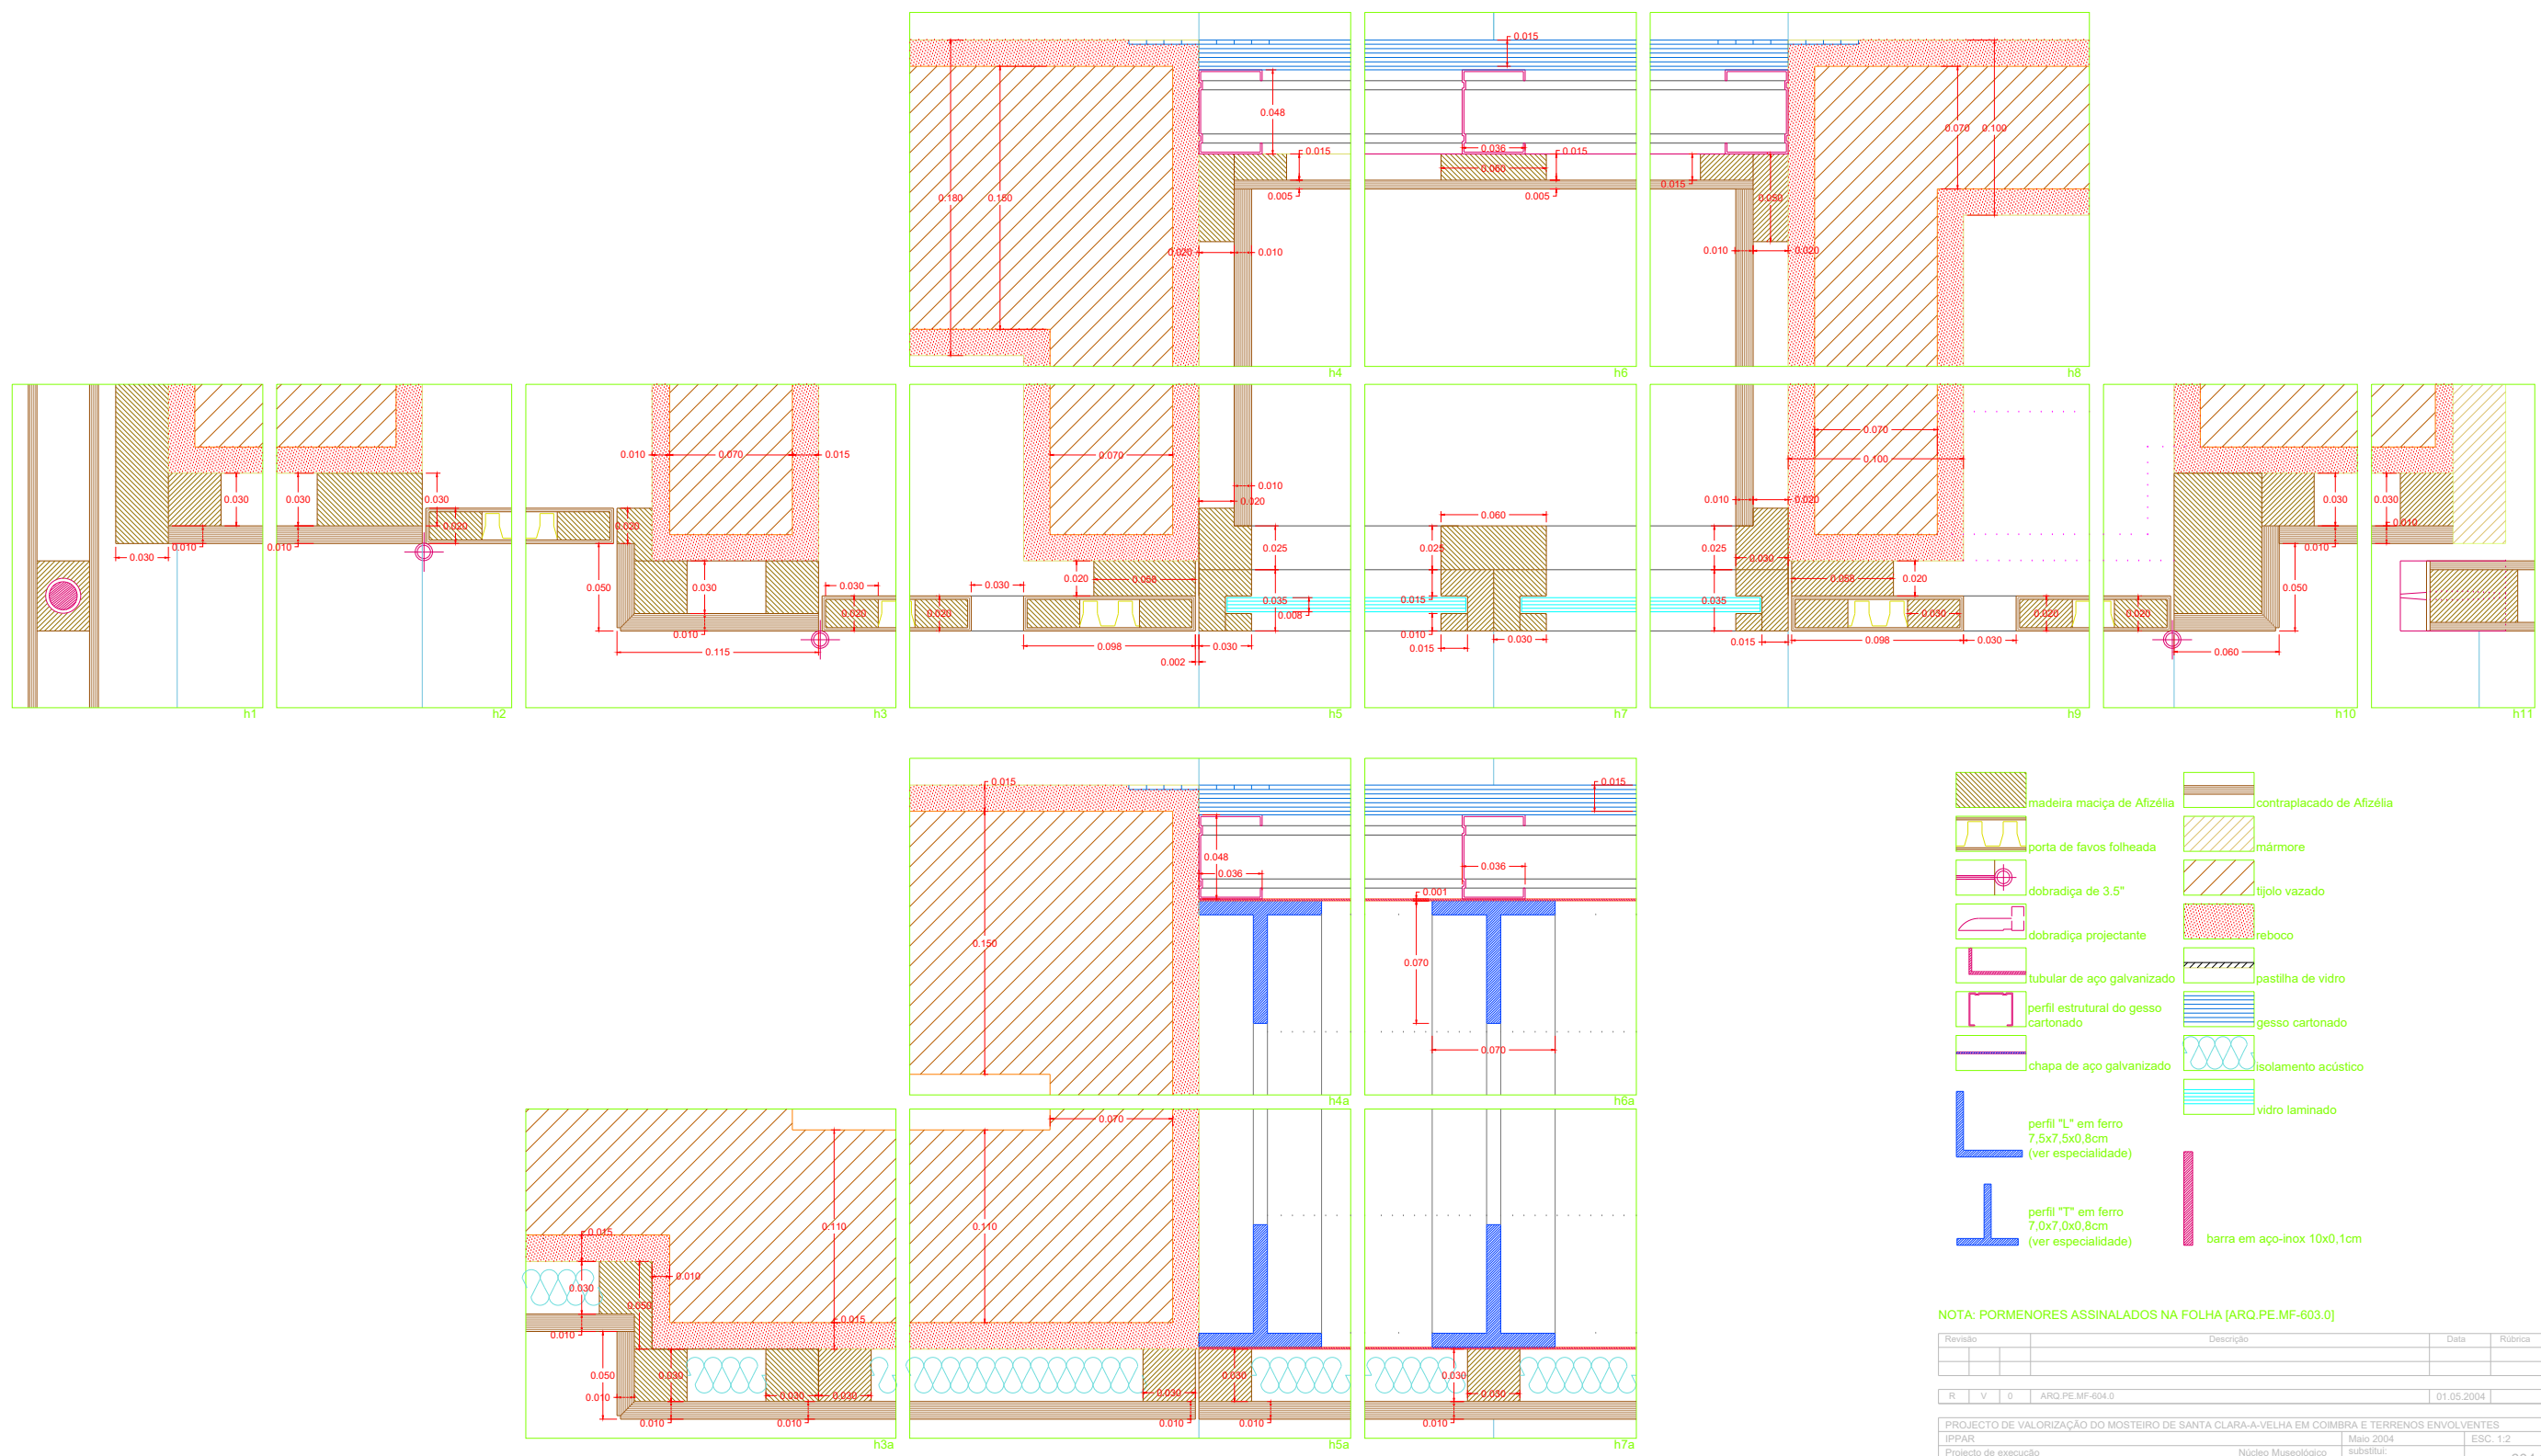 0.015
0.048
0.015
0.036
0.015
0.060
0.070
0.100
0.180
0.150
0.005
0.005
0.015
0.050
0.020
0.010
0.010
0.020
h4
h6
h8
0.030
0.030
0.030
0.020
0.010
0.010
0.030
h1
h2
0.010
0.070
0.015
0.020
0.050
0.030
0.010
0.115
0.030
0.020
h3
0.070
0.010
0.020
0.025
0.020
0.058
0.030
0.020
0.035
0.008
0.098
0.030
0.002
h5
0.060
0.025
0.015
0.010
0.015
0.030
h7
0.070
0.100
0.010
0.020
0.025
0.030
0.058
0.020
0.035
0.030
0.020
0.020
0.015
0.098
0.030
h9
0.030
0.010
0.050
0.060
h10
0.030
0.010
h11
0.015
0.015
0.048
0.036
0.036
0.001
0.150
0.070
0.070
h4a
h6a
0.070
0.110
0.110
0.015
0.010
0.030
0.050
0.015
0.010
0.050
0.010
0.030
0.030
0.030
0.010
0.010
h3a
0.030
0.030
0.010
0.010
h5a
0.030
0.030
0.010
h7a
madeira maciça de Afizélia
contraplacado de Afizélia
porta de favos folheada
mármore
dobradiça de 3.5"
tijolo vazado
dobradiça projectante
reboco
tubular de aço galvanizado
pastilha de vidro
perfil estrutural do gesso
cartonado
gesso cartonado
chapa de aço galvanizado
isolamento acústico
vidro laminado
perfil "L" em ferro
7,5x7,5x0,8cm
(ver especialidade)
perfil "T" em ferro
7,0x7,0x0,8cm
(ver especialidade)
barra em aço-inox 10x0,1cm
NOTA: PORMENORES ASSINALADOS NA FOLHA [ARQ.PE.MF-603.0]
Revisão Descrição Data Rúbrica
R V 0 ARQ.PE.MF-604.0 01.05.2004
PROJECTO DE VALORIZAÇÃO DO MOSTEIRO DE SANTA CLARA-A-VELHA EM COIMBRA E TERRENOS ENVOLVENTES
IPPAR Maio 2004 ESC. 1:2
Projecto de execução Núcleo Museológico substitui: